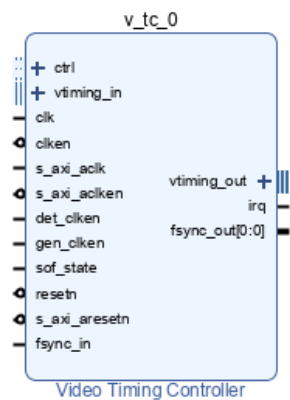 v_tc_0
ctrl
vtiming_in
clk
clken
s_axi_aclk
s_axi_aclken
det_clken
gen_clken
sof_state
resetn
s_axi_aresetn
fsync_in
vtiming_out
irq
fsync_out[0:0]
Video Timing Controller